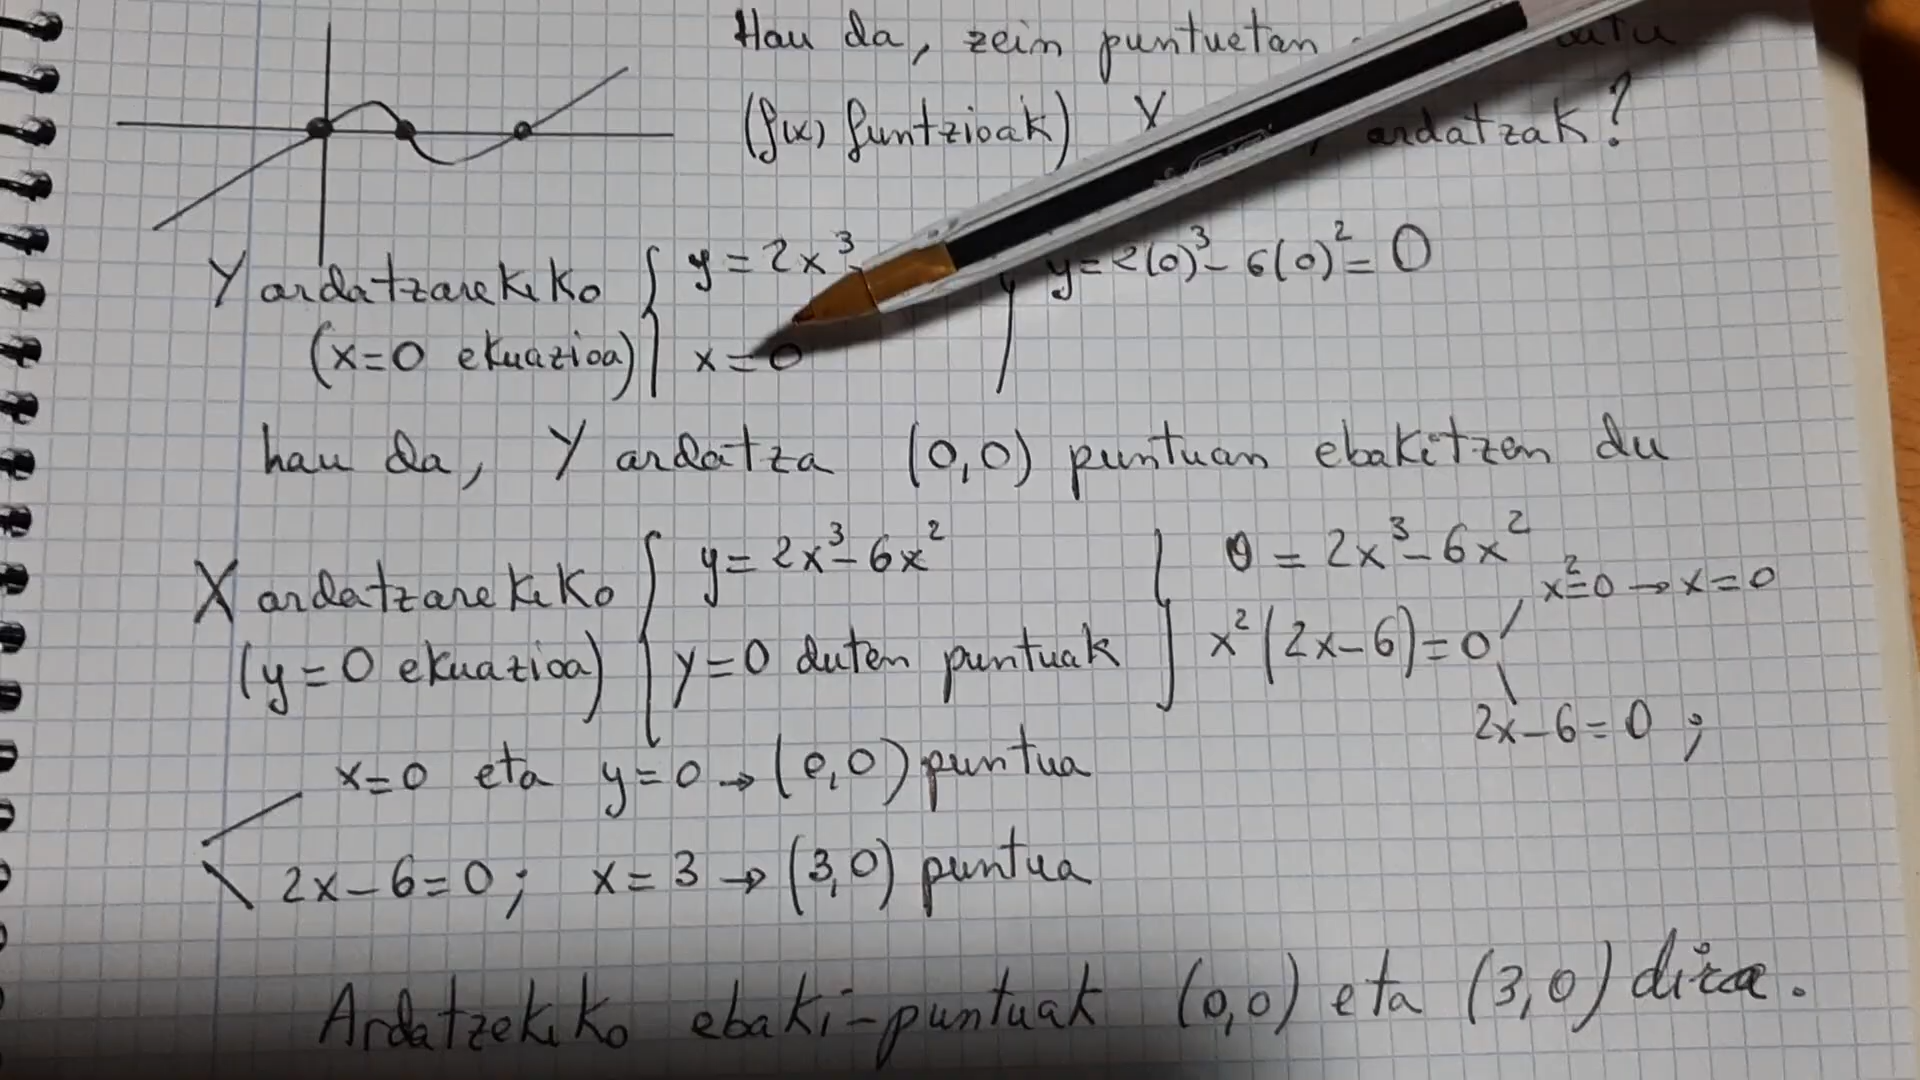 Hau da, zein puntuetan
(f(x) funtzioak) Y ardatzak?
Y ardatzarekiko { y = 2x³
y = 2(0)³ - 6(0)² = 0
(x=0 ekuazioa) x = 0
hau da, Y ardatza (0,0) puntuan ebakitzen du
X ardatzarekiko { y = 2x³ - 6x² } 0 = 2x³ - 6x²
x² = 0 → x = 0
(y = 0 ekuazioa) y = 0 duten puntuak x² (2x - 6) = 0
2x - 6 = 0 ;
x = 0 eta y = 0 → (0,0) puntua
2x - 6 = 0 ; x = 3 → (3,0) puntua
Ardatzekiko ebaki-puntuak (0,0) eta (3,0) dira.